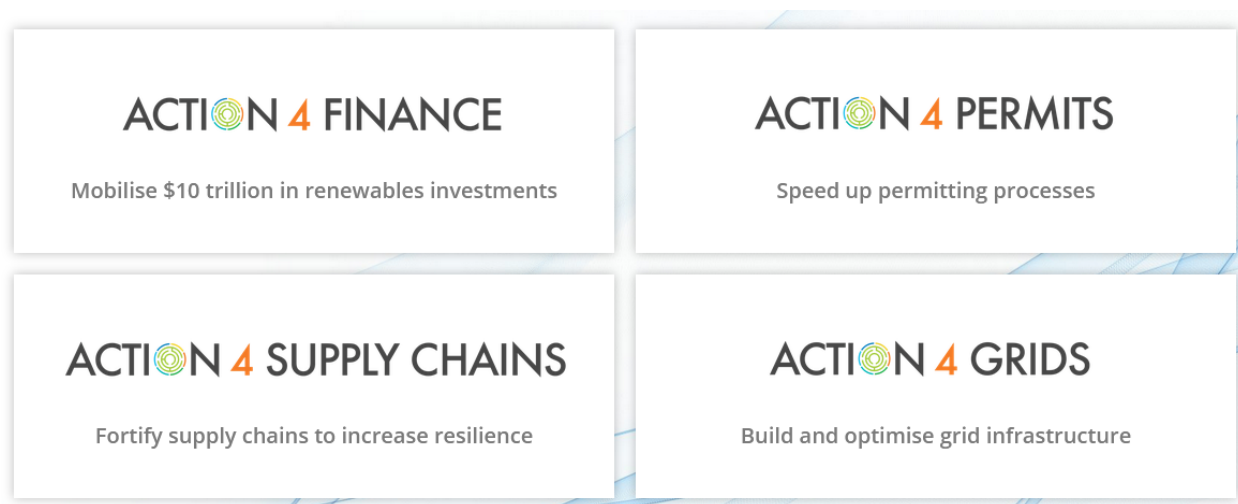 ACTION 4 FINANCE
Mobilise $10 trillion in renewables investments
ACTION 4 PERMITS
Speed up permitting processes
ACTION 4 SUPPLY CHAINS
Fortify supply chains to increase resilience
ACTION 4 GRIDS
Build and optimise grid infrastructure